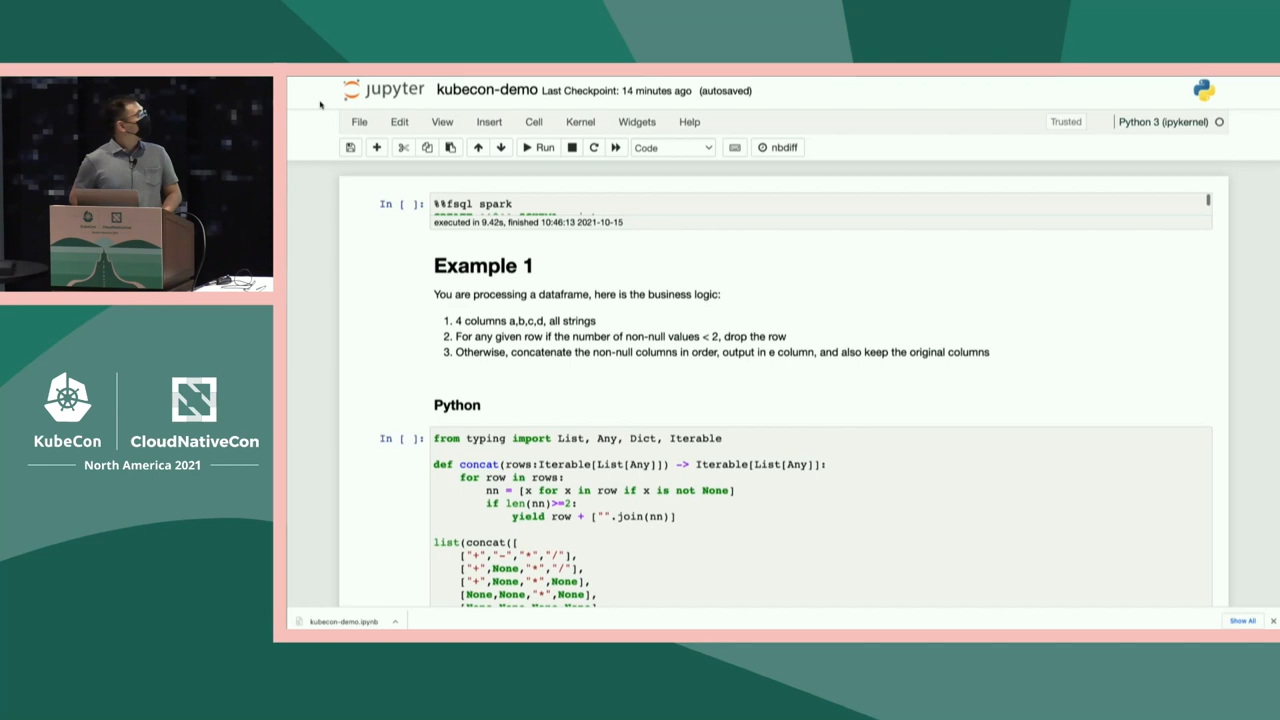 jupyter kubecon-demo Last Checkpoint: 14 minutes ago (autosaved)
File Edit View Insert Cell Kernel Widgets Help Trusted Python 3 (ipykernel)
Run Code nbdiff
In [ ]: %%fsql spark
executed in 9.42s, finished 10:46:13 2021-10-15
Example 1
You are processing a dataframe, here is the business logic:
1. 4 columns a,b,c,d, all strings
2. For any given row if the number of non-null values < 2, drop the row
3. Otherwise, concatenate the non-null columns in order, output in e column, and also keep the original columns
Python
In [ ]: from typing import List, Any, Dict, Iterable
def concat(rows:Iterable[List[Any]]) -> Iterable[List[Any]]:
for row in rows:
nn = [x for x in row if x is not None]
if len(nn)>=2:
yield row + ["".join(nn)]
list(concat([
["+","-","*","/"],
["+",None,"*","/"],
["+",None,"*",None],
[None,None,"*",None],
kubecon-demo.ipynb
Show All
KubeCon
CloudNativeCon
North America 2021